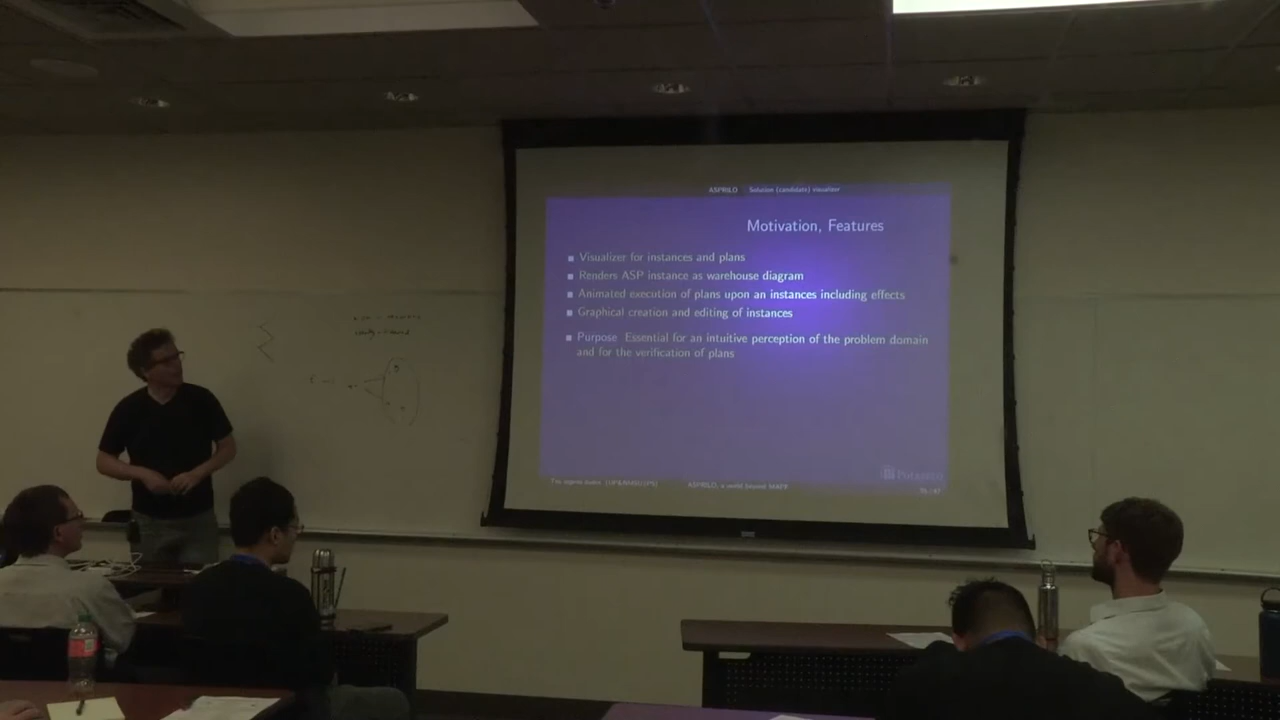 ASPRILO Solution (candidate) visualizer
Motivation, Features
Visualizer for instances and plans
Renders ASP instance as warehouse diagram
Animated execution of plans upon an instances including effects
Graphical creation and editing of instances
Purpose Essential for an intuitive perception of the problem domain
and for the verification of plans
Potassco
ASPRILO, a world beyond MAPF